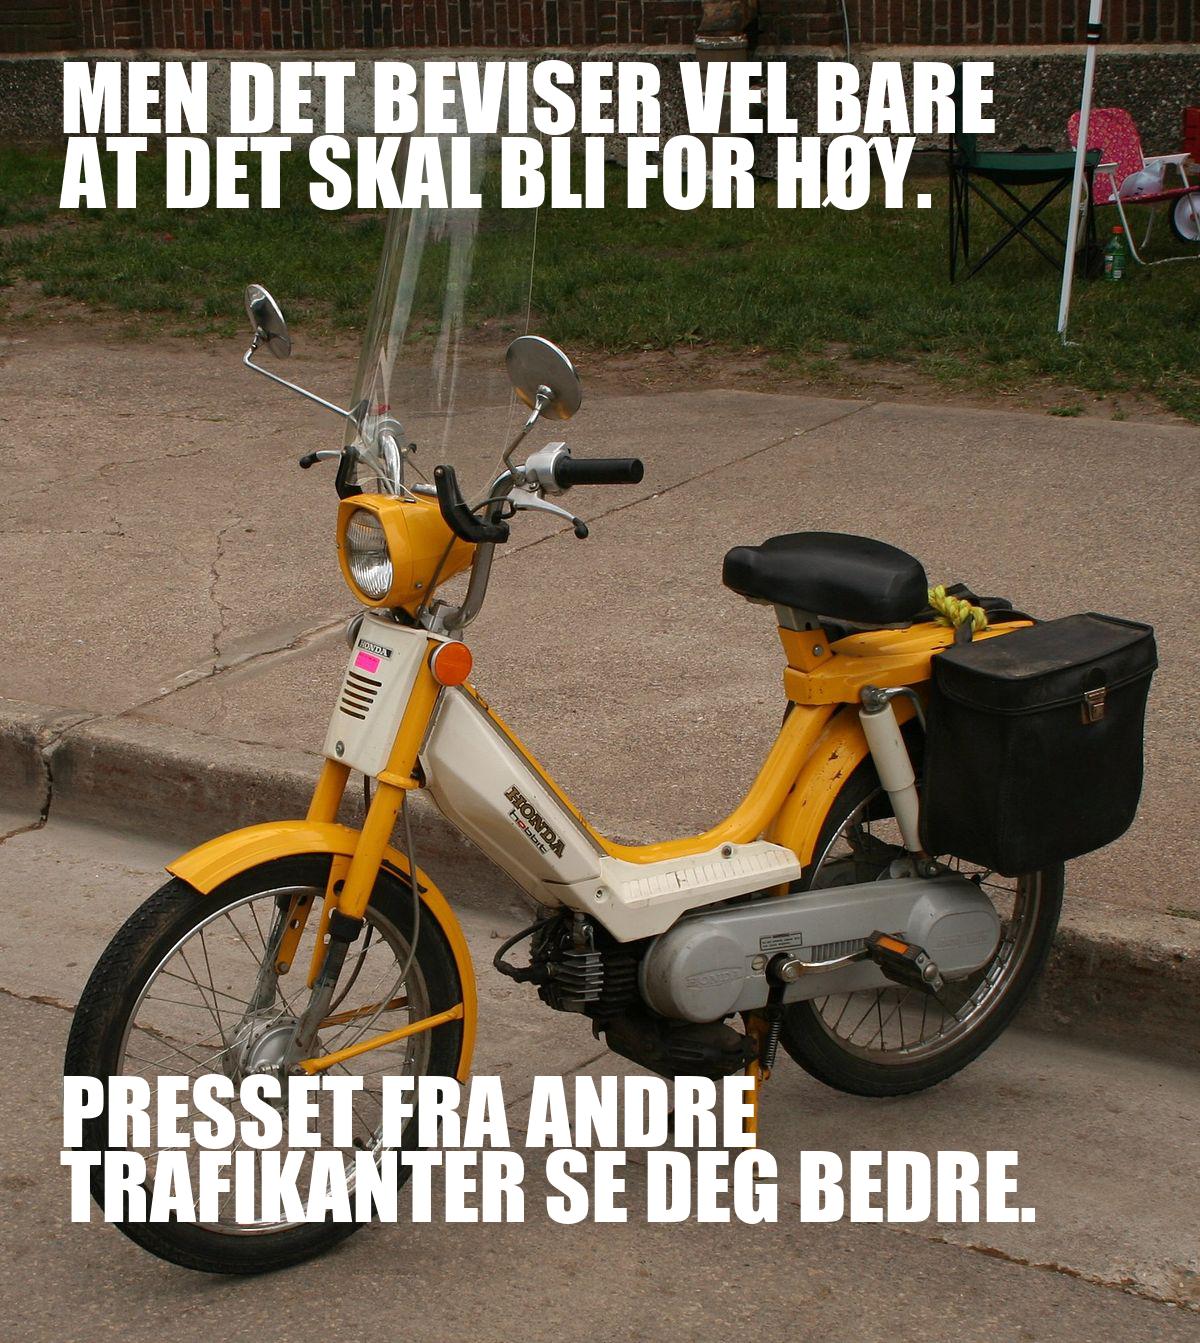 MEN DET BEVISER VEL BARE
AT DET SKAL BLI FOR HØY.
HONDA
HONDA
hobbit
HONDA
PRESSET FRA ANDRE
TRAFIKANTER SE DEG BEDRE.